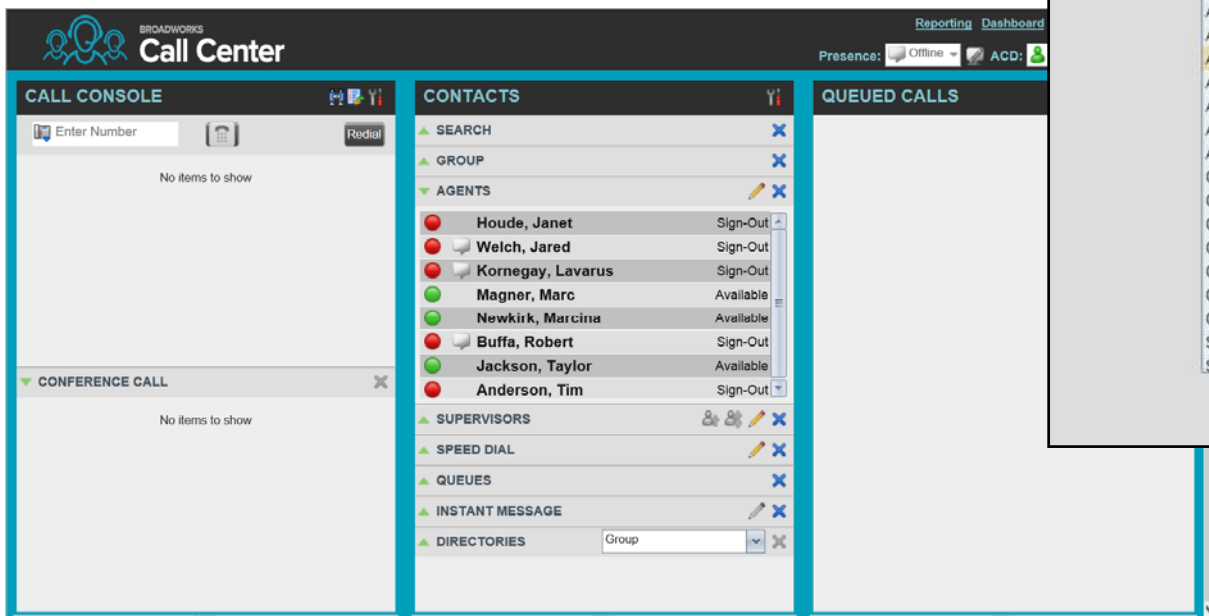 BROADWORKS
Call Center
Reporting Dashboard
Presence: Offline ACD:
CALL CONSOLE
Enter Number Redial
No items to show
CONFERENCE CALL
No items to show
CONTACTS
SEARCH
GROUP
AGENTS
Houde, Janet Sign-Out
Welch, Jared Sign-Out
Kornegay, Lavarus Sign-Out
Magner, Marc Available
Newkirk, Marcina Available
Buffa, Robert Sign-Out
Jackson, Taylor Available
Anderson, Tim Sign-Out
SUPERVISORS
SPEED DIAL
QUEUES
INSTANT MESSAGE
DIRECTORIES Group
QUEUED CALLS